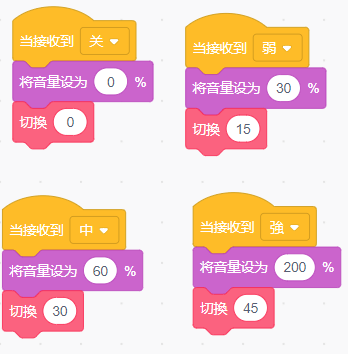 当接收到 关
将音量设为 0 %
切换 0
当接收到 弱
将音量设为 30 %
切换 15
当接收到 中
将音量设为 60 %
切换 30
当接收到 強
将音量设为 200 %
切换 45